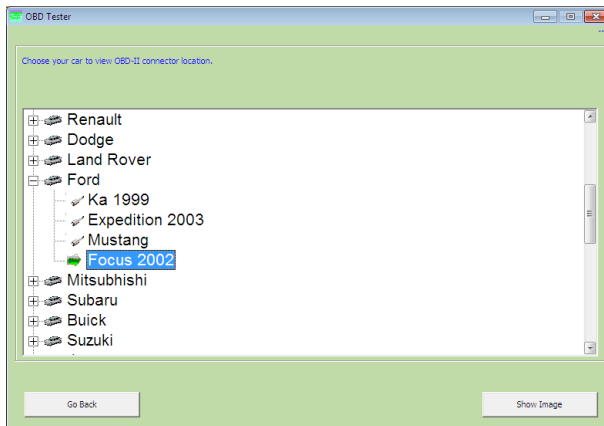 OBD Tester
Choose your car to view OBD-II connector location.
Renault
Dodge
Land Rover
Ford
Ka 1999
Expedition 2003
Mustang
Focus 2002
Mitsubhishi
Subaru
Buick
Suzuki
Go Back
Show Image